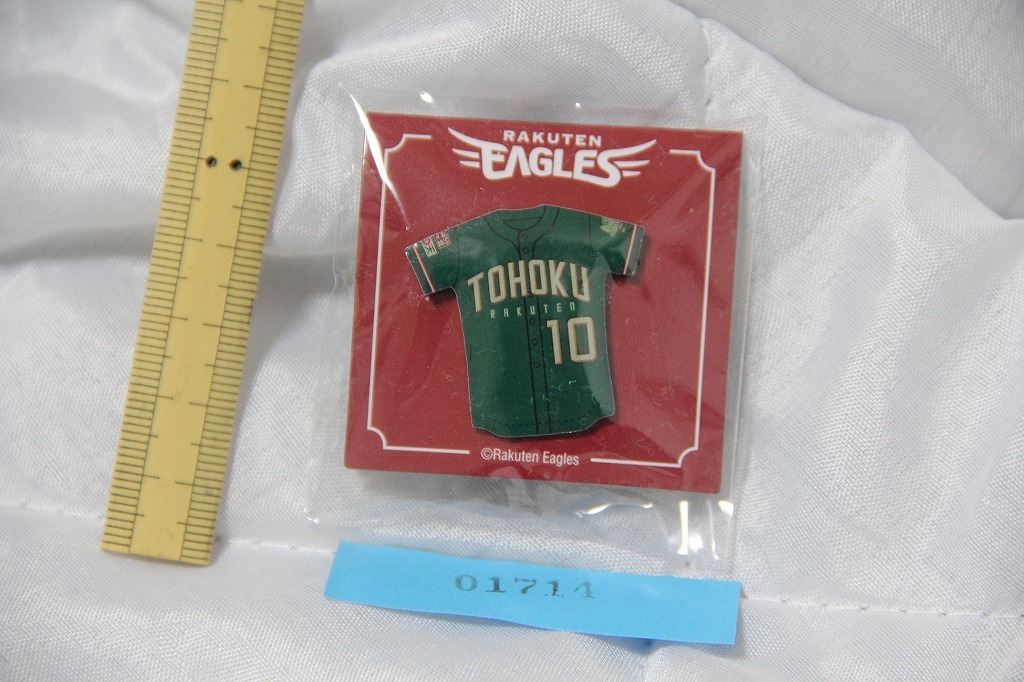 RAKUTEN
EAGLES
TOHOKU
RAKUTEN
10
©Rakuten Eagles
01714